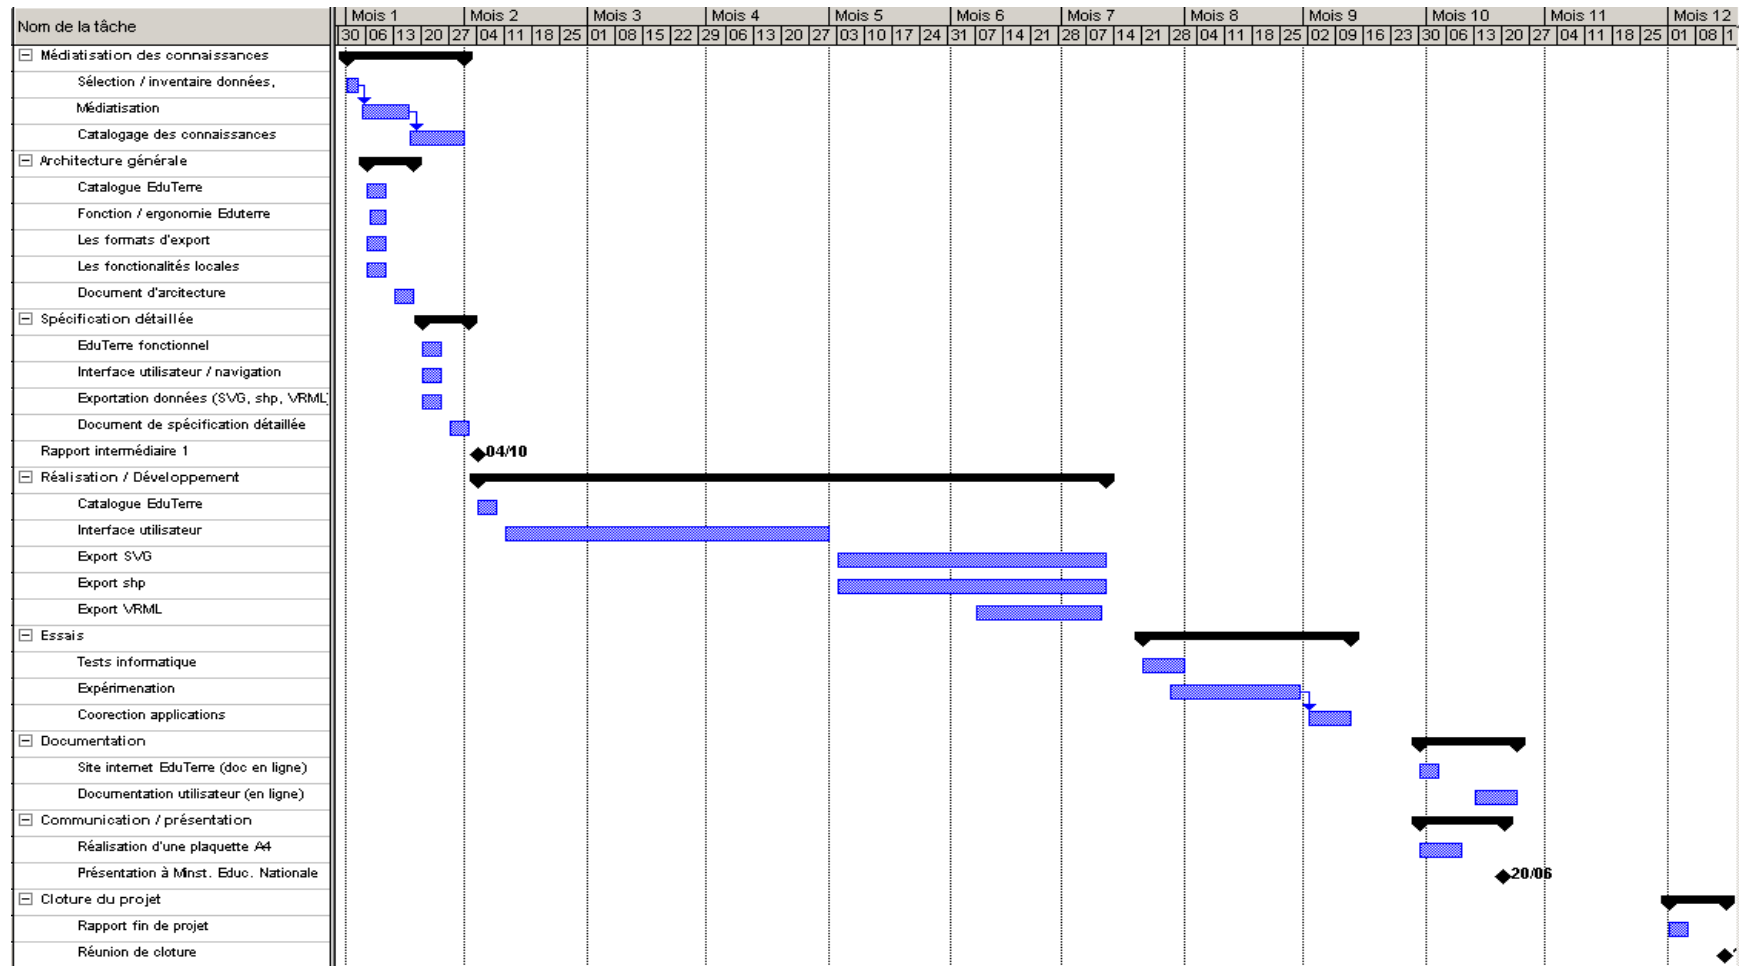 Nom de la tâche
Mois 1 Mois 2 Mois 3 Mois 4 Mois 5 Mois 6 Mois 7 Mois 8 Mois 9 Mois 10 Mois 11 Mois 12
30 06 13 20 27 04 11 18 25 01 08 15 22 29 06 13 20 27 03 10 17 24 31 07 14 21 28 07 14 21 28 04 11 18 25 02 09 16 23 30 06 13 20 27 04 11 18 25 01 08 1
Médiatisation des connaissances
Sélection / inventaire données,
Médiatisation
Catalogage des connaissances
Architecture générale
Catalogue EduTerre
Fonction / ergonomie Eduterre
Les formats d'export
Les fonctionalités locales
Document d'arcitecture
Spécification détaillée
EduTerre fonctionnel
Interface utilisateur / navigation
Exportation données (SVG, shp, VRML)
Document de spécification détaillée
Rapport intermédiaire 1 04/10
Réalisation / Développement
Catalogue EduTerre
Interface utilisateur
Export SVG
Export shp
Export VRML
Essais
Tests informatique
Expérimenation
Coorection applications
Documentation
Site internet EduTerre (doc en ligne)
Documentation utilisateur (en ligne)
Communication / présentation
Réalisation d'une plaquette A4
Présentation à Minst. Educ. Nationale 20/06
Cloture du projet
Rapport fin de projet
Réunion de cloture